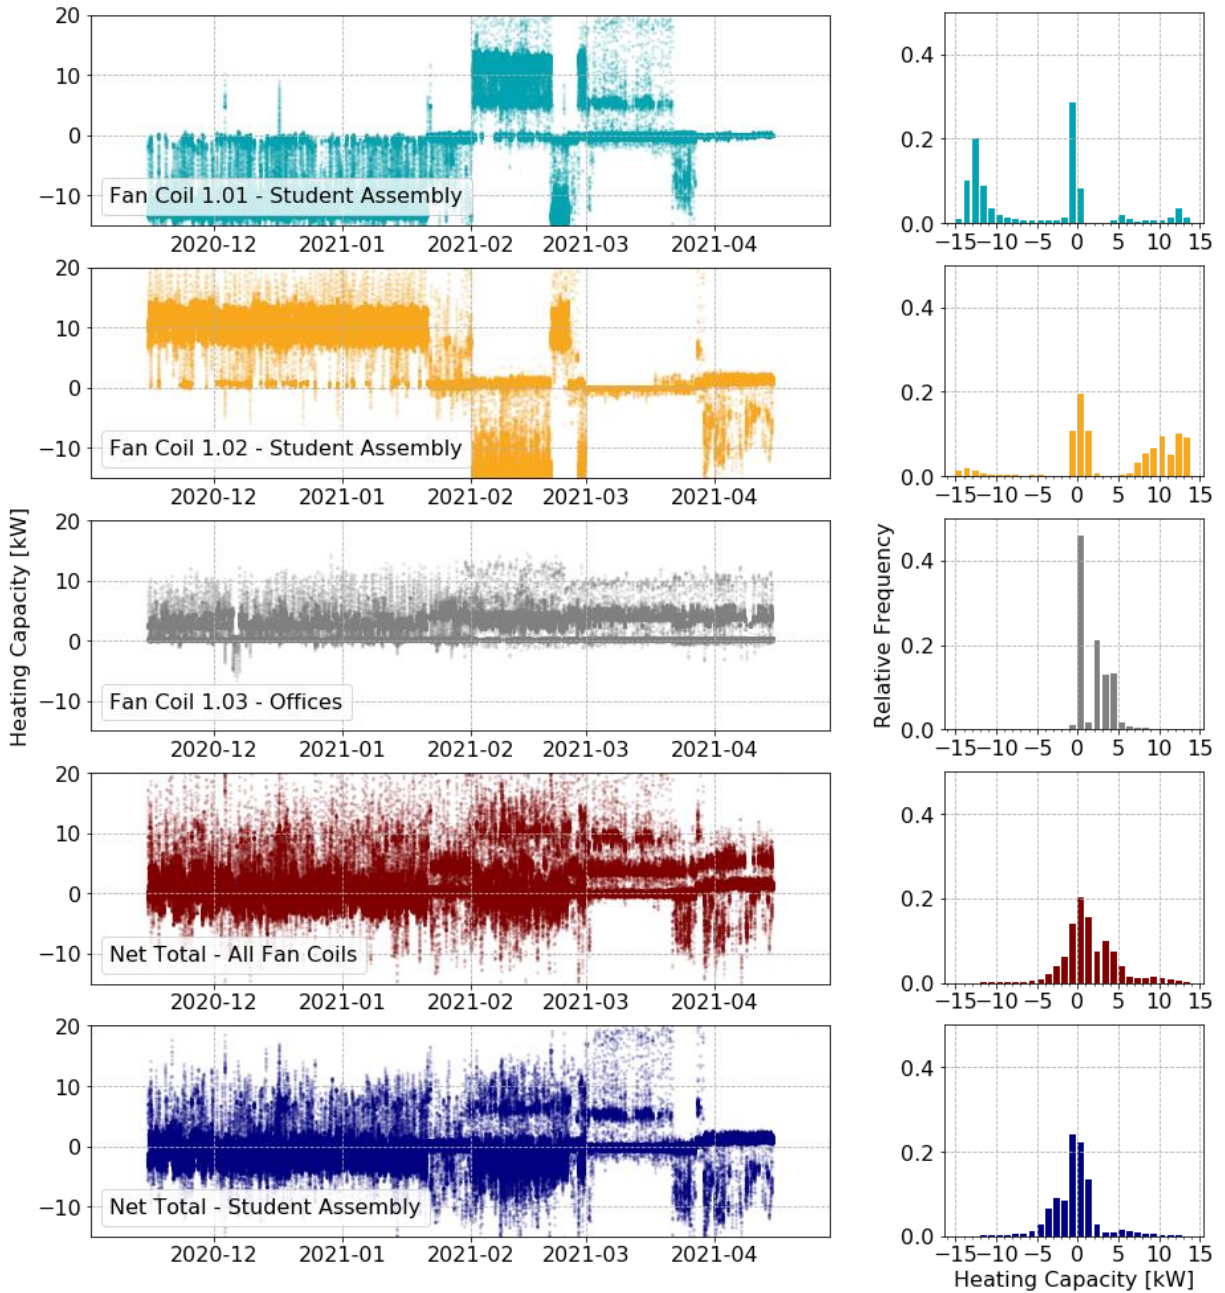 20
10
0
−10
Fan Coil 1.01 - Student Assembly
2020-12 2021-01 2021-02 2021-03 2021-04
0.4
0.2
0.0
−15−10 −5 0 5 10 15
20
10
0
−10
Fan Coil 1.02 - Student Assembly
2020-12 2021-01 2021-02 2021-03 2021-04
0.4
0.2
0.0
−15−10 −5 0 5 10 15
Heating Capacity [kW]
20
10
0
−10
Fan Coil 1.03 - Offices
2020-12 2021-01 2021-02 2021-03 2021-04
Relative Frequency
0.4
0.2
0.0
−15−10 −5 0 5 10 15
20
10
0
−10
Net Total - All Fan Coils
2020-12 2021-01 2021-02 2021-03 2021-04
0.4
0.2
0.0
−15−10 −5 0 5 10 15
20
10
0
−10
Net Total - Student Assembly
2020-12 2021-01 2021-02 2021-03 2021-04
0.4
0.2
0.0
−15−10 −5 0 5 10 15
Heating Capacity [kW]